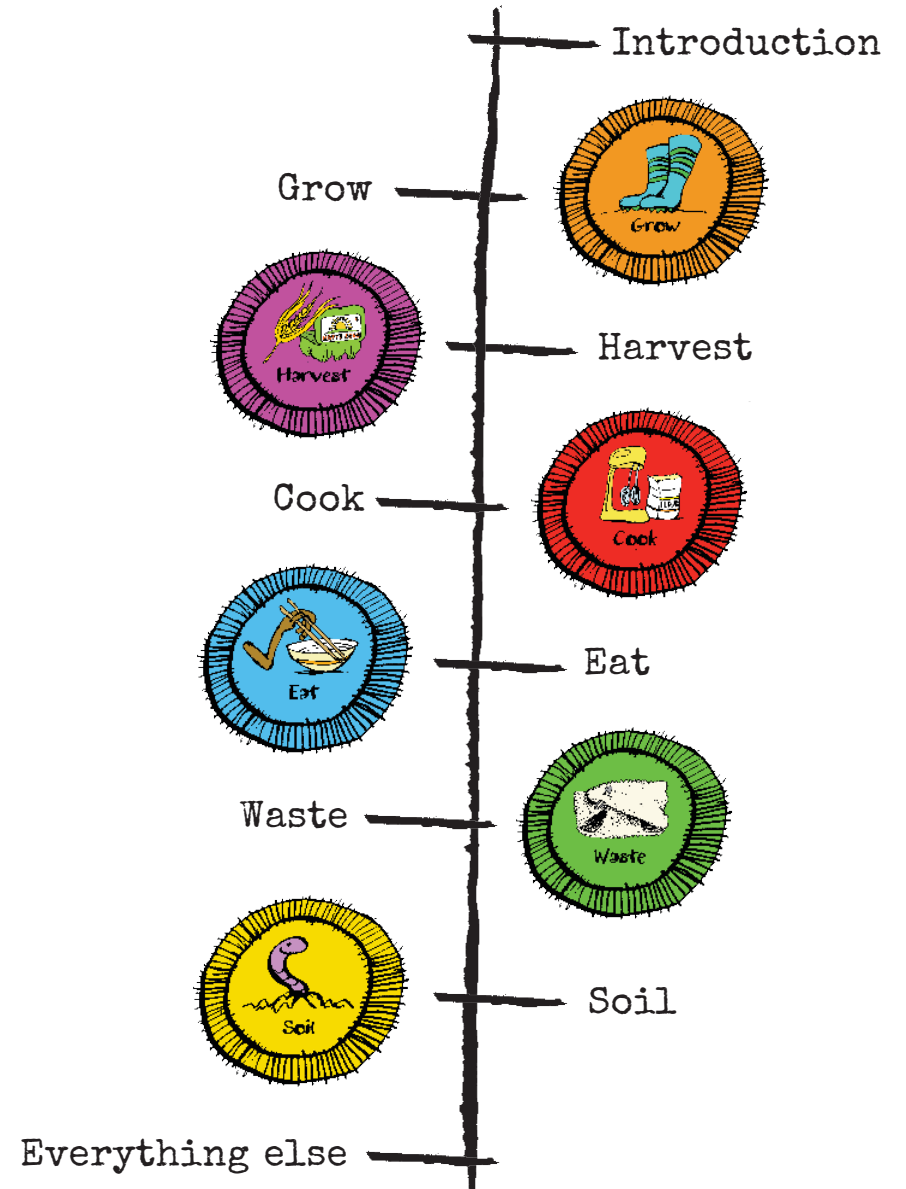 Introduction
Grow
Grow
Harvest
Harvest
Cook
Cook
Eat
Eat
Waste
Waste
Soil
Soil
Everything else